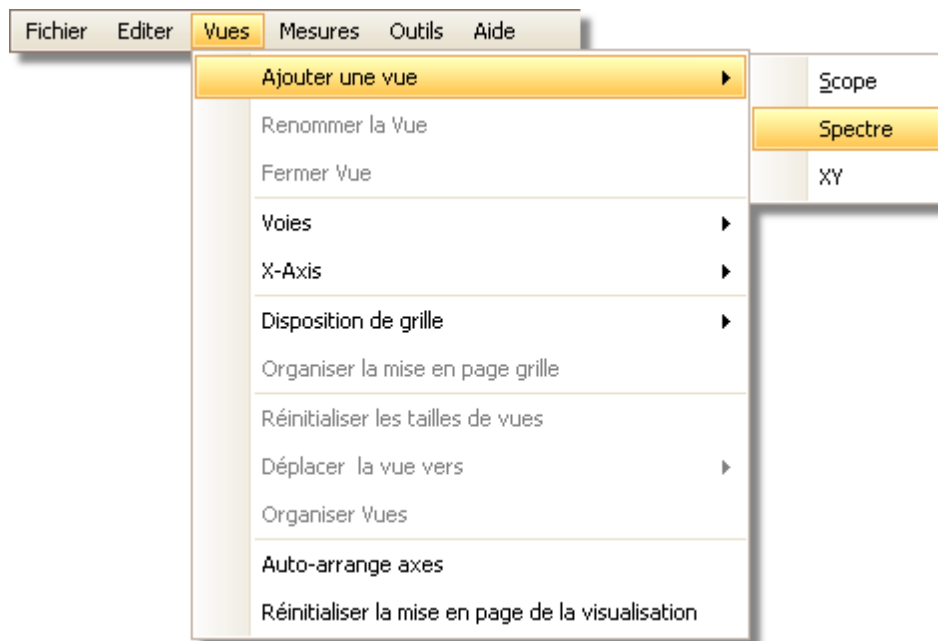 Fichier Editer Vues Mesures Outils Aide
Ajouter une vue
Scope
Renommer la Vue
Spectre
Fermer Vue
XY
Voies
X-Axis
Disposition de grille
Organiser la mise en page grille
Réinitialiser les tailles de vues
Déplacer la vue vers
Organiser Vues
Auto-arrange axes
Réinitialiser la mise en page de la visualisation